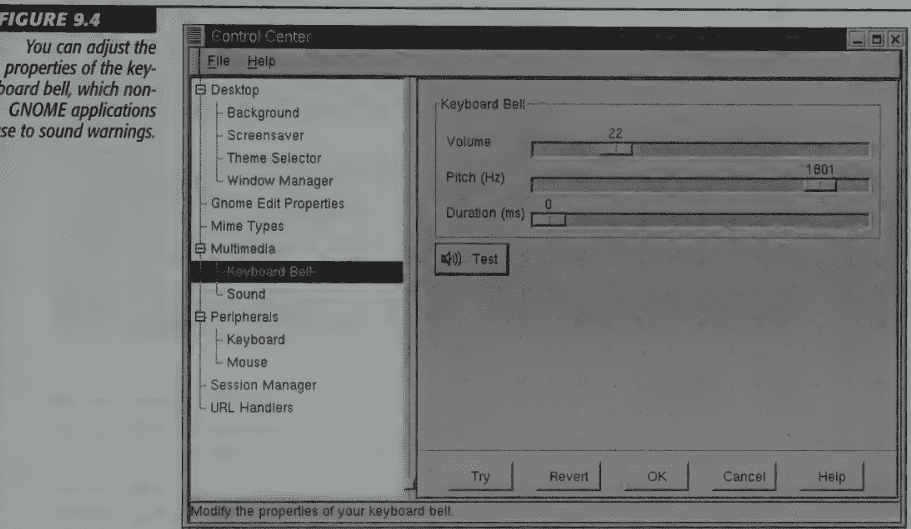 FIGURE 9.4
You can adjust the
properties of the key-
board bell, which non-
GNOME applications
use to sound warnings.
Control Center
File Help
Desktop
Background
Screensaver
Theme Selector
Window Manager
Gnome Edit Properties
Mime Types
Multimedia
Keyboard Bell
Sound
Peripherals
Keyboard
Mouse
Session Manager
URL Handlers
Keyboard Bell
Volume 22
Pitch (Hz) 1801
Duration (ms) 0
Test
Try Revert OK Cancel Help
Modify the properties of your keyboard bell.